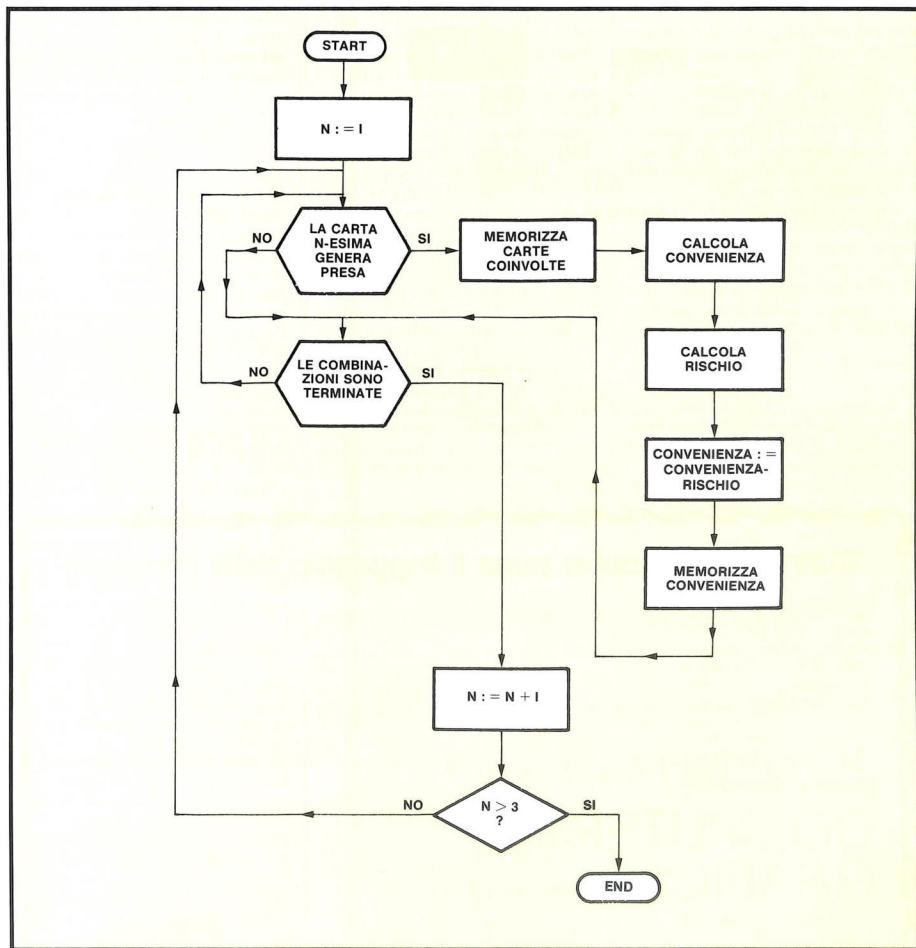 START
N : = I
LA CARTA
N-ESIMA
GENERA
PRESA
NO
SI
MEMORIZZA
CARTE
COINVOLTE
CALCOLA
CONVENIENZA
CALCOLA
RISCHIO
CONVENIENZA : =
CONVENIENZA-
RISCHIO
MEMORIZZA
CONVENIENZA
LE COMBINA-
ZIONI SONO
TERMINATE
NO
SI
N : = N + I
N > 3
?
NO
SI
END